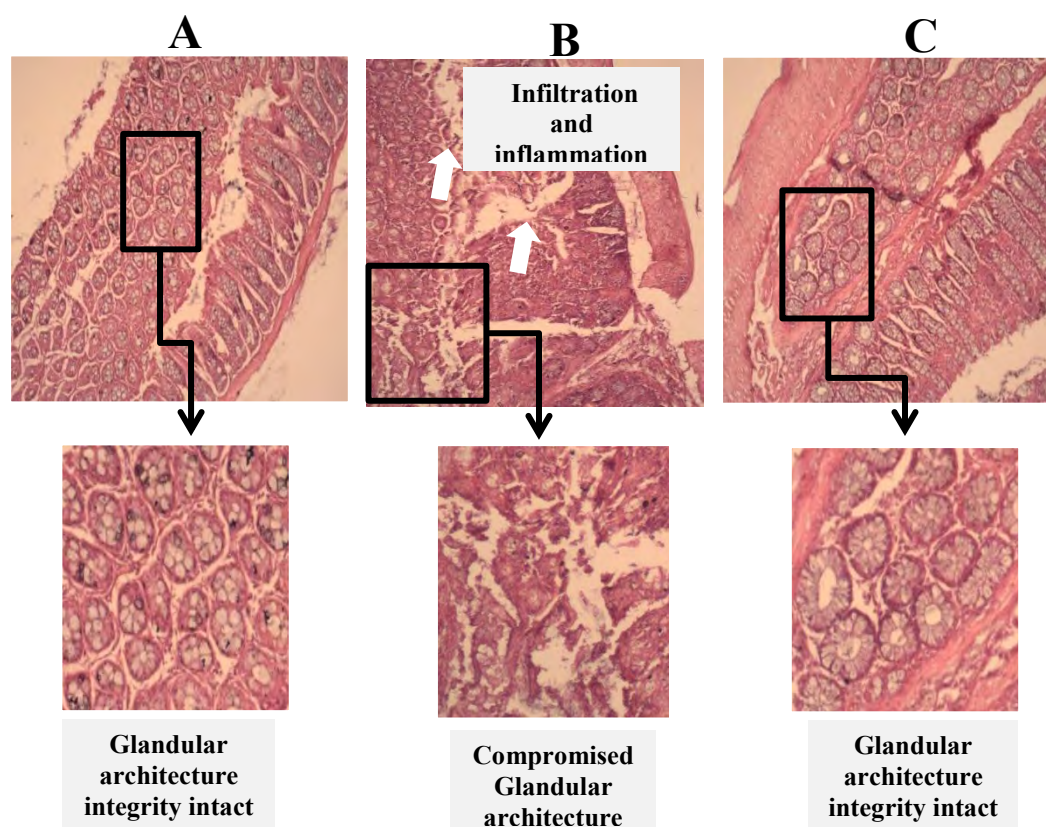 A
B
C
Infiltration
and
inflammation
Glandular
architecture
integrity intact
Compromised
Glandular
architecture
Glandular
architecture
integrity intact